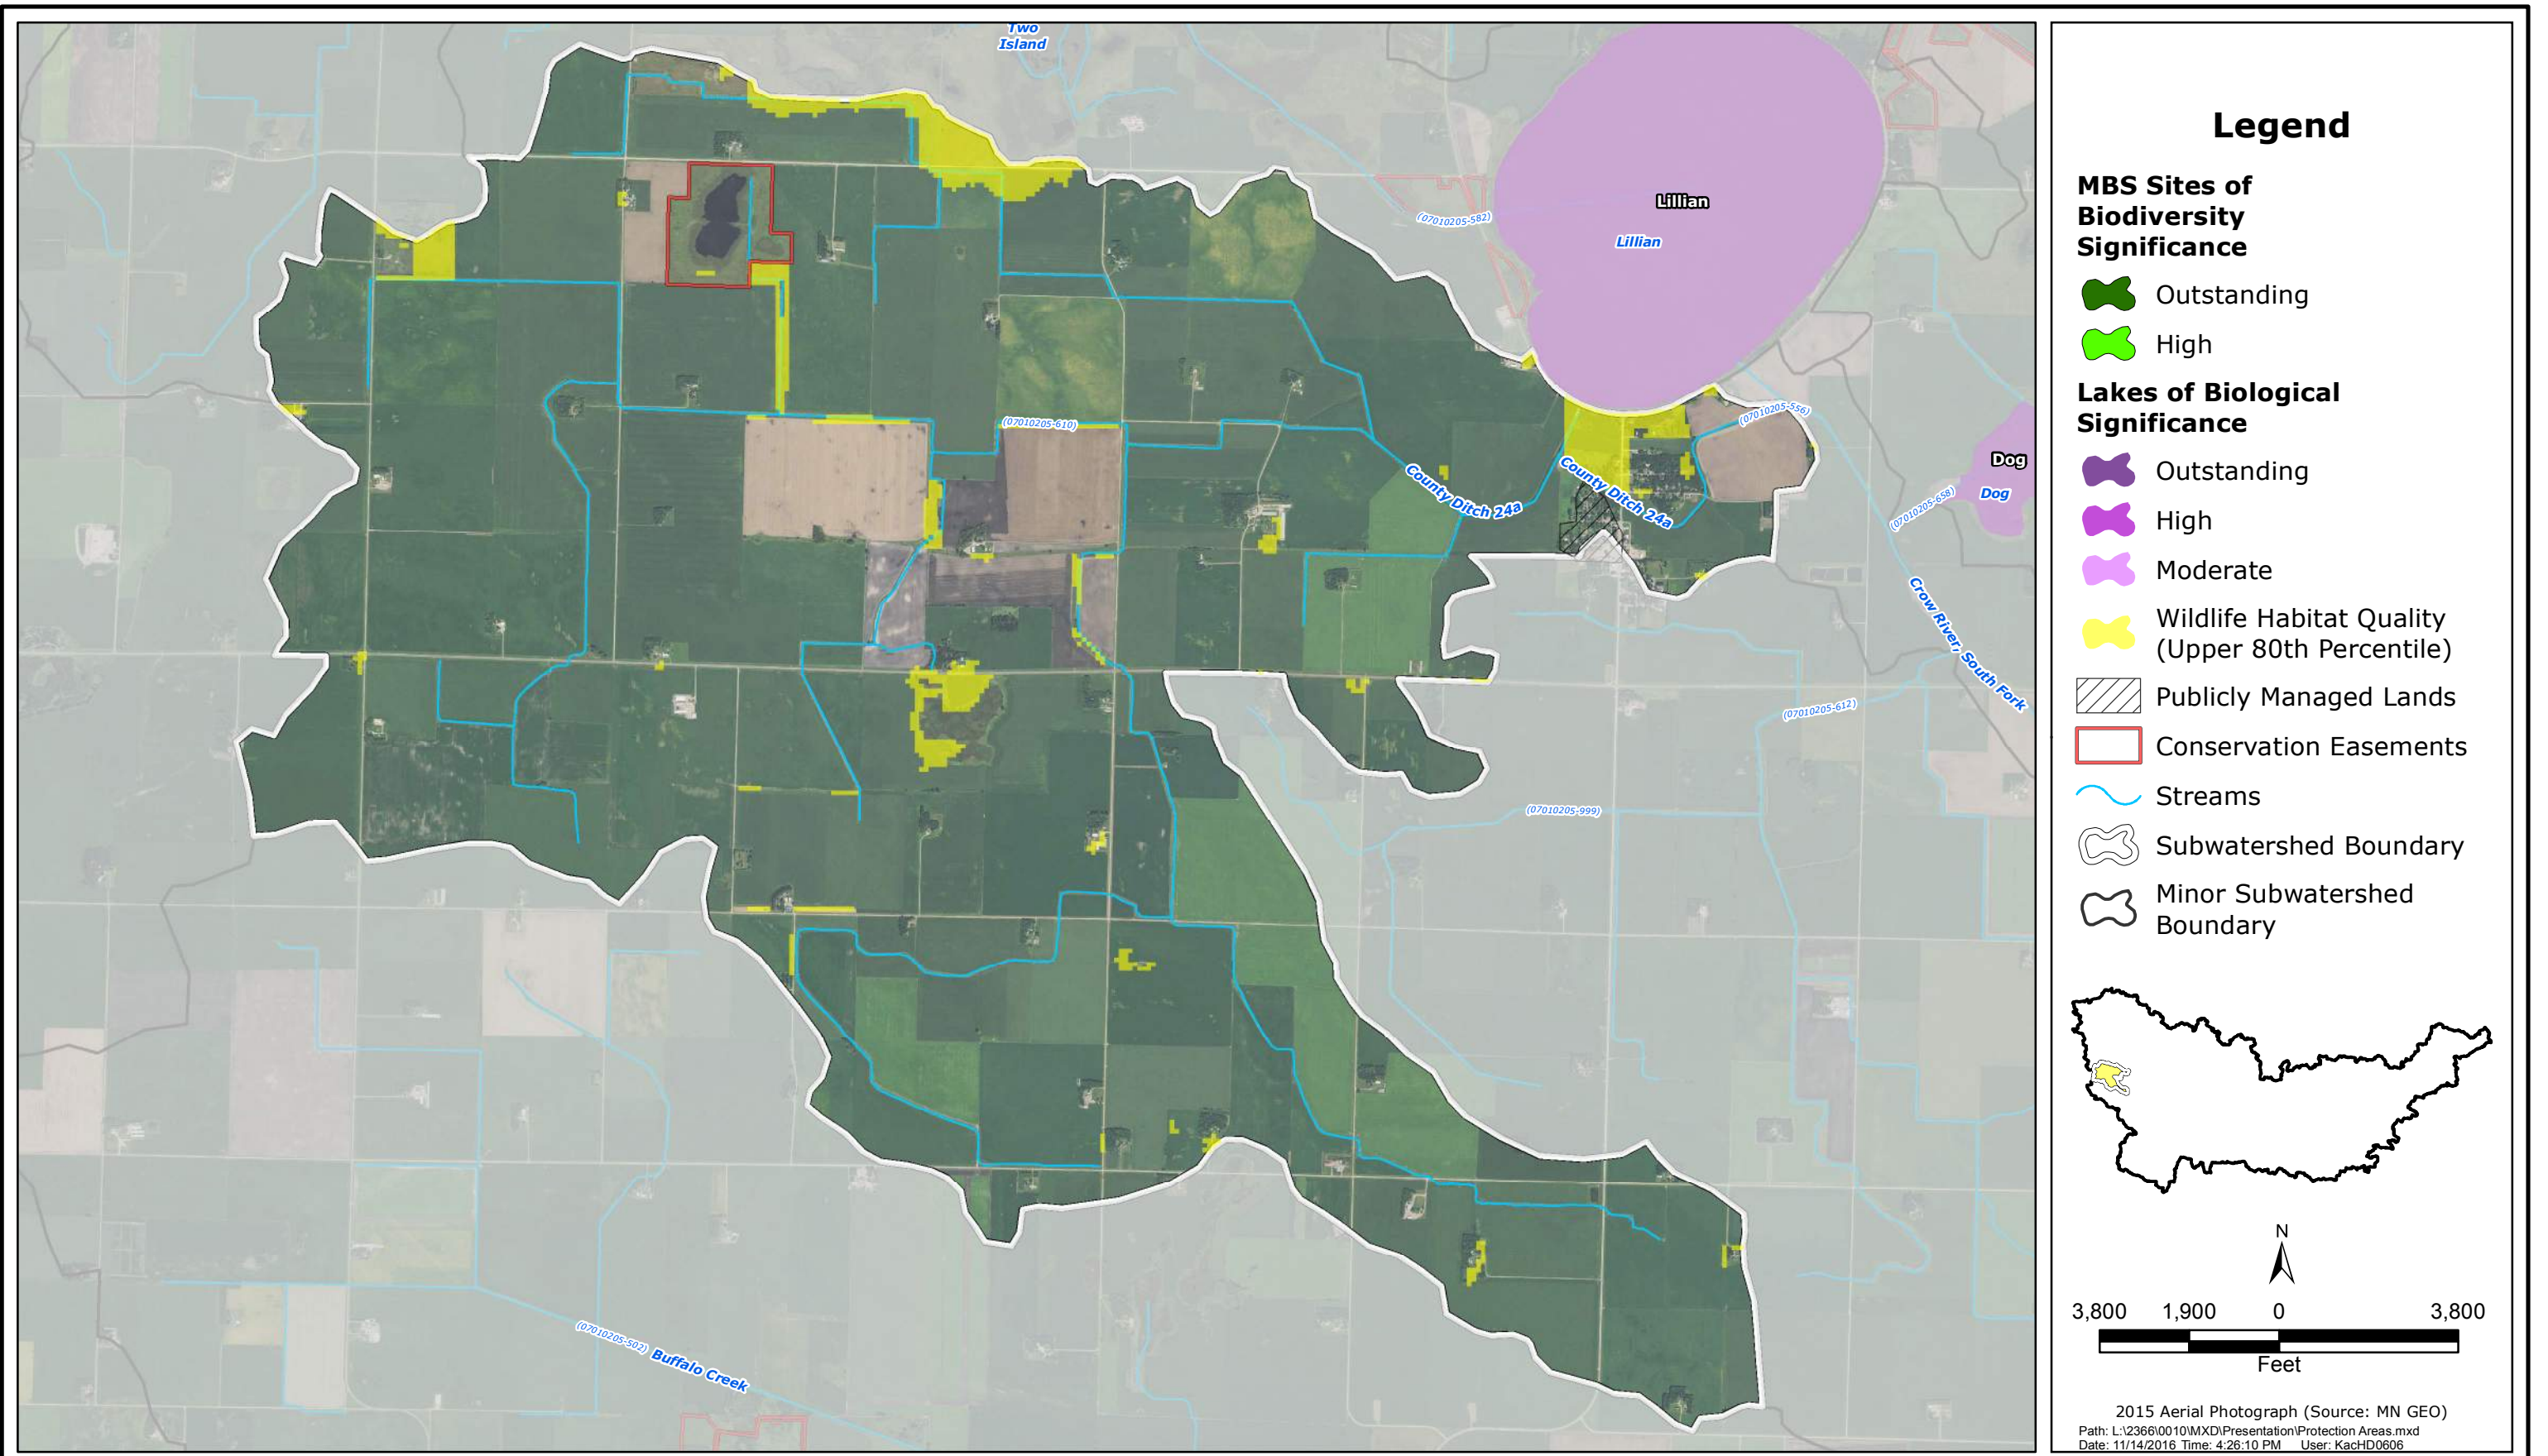 Two
Island
Lillian
(07010205-582)
Lillian
(07010205-556)
(07010205-610)
Dog
County Ditch 24a
County Ditch 24a
Dog
(07010205-658)
Crow River, South Fork
(07010205-612)
(07010205-999)
(07010205-502)
Buffalo Creek
Legend
MBS Sites of
Biodiversity
Significance
Outstanding
High
Lakes of Biological
Significance
Outstanding
High
Moderate
Wildlife Habitat Quality
(Upper 80th Percentile)
Publicly Managed Lands
Conservation Easements
Streams
Subwatershed Boundary
Minor Subwatershed
Boundary
N
3,800 1,900 0 3,800
Feet
2015 Aerial Photograph (Source: MN GEO)
Path: L:\2366\0010\MXD\Presentation\Protection Areas.mxd
Date: 11/14/2016 Time: 4:26:10 PM User: KacHD0606